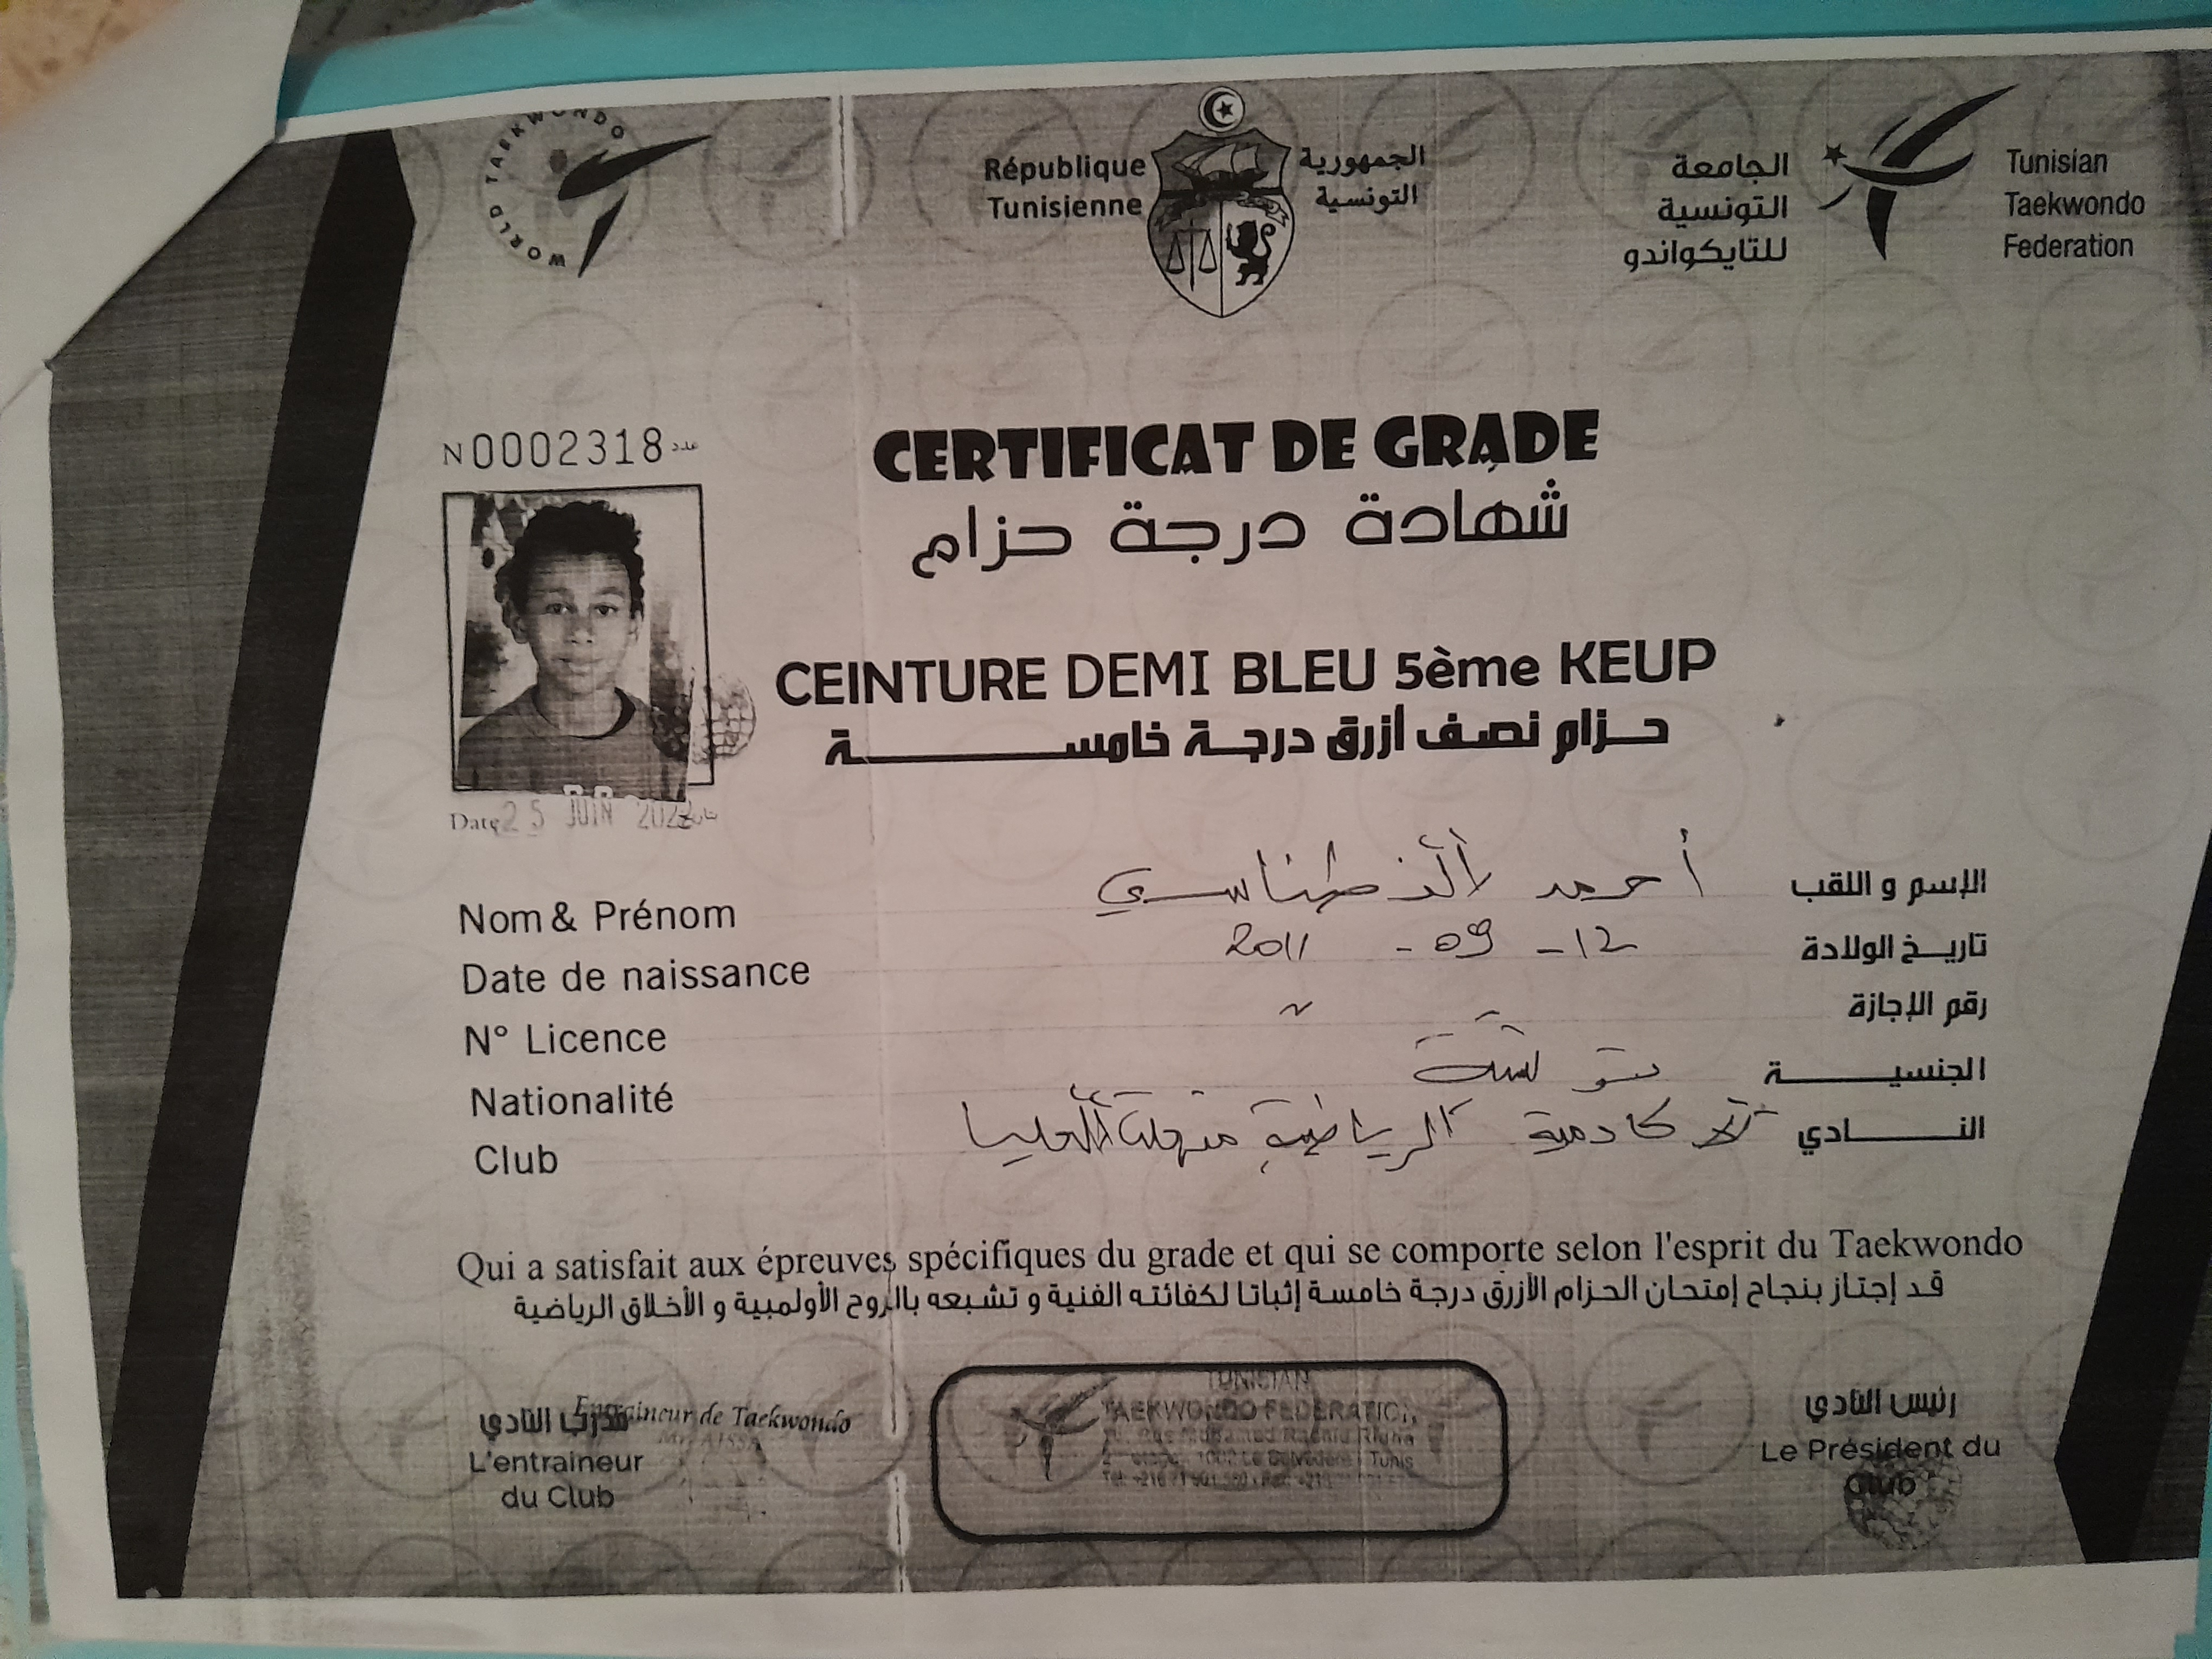 WORLD TAEKWONDO
République
Tunisienne
الجمهورية
التونسية
الجامعة
التونسية
للتايكواندو
Tunisian
Taekwondo
Federation
N 0002318 عدد
CERTIFICAT DE GRADE
شهادة درجة حزام
CEINTURE DEMI BLEU 5ème KEUP
حزام نصف أزرق درجة خامسة
Date 25 JUIN
Nom & Prénom أحمد الإسم و اللقب
Date de naissance 12 - 09 - 2011 تاريخ الولادة
N° Licence رقم الإجازة
Nationalité تونسية الجنسية
Club الأكادمية الرياضية النادي
Qui a satisfait aux épreuves spécifiques du grade et qui se comporte selon l'esprit du Taekwondo
قد إجتاز بنجاح إمتحان الحزام الأزرق درجة خامسة إثباتا لكفائته الفنية و تشبعه بالروح الأولمبية و الأخلاق الرياضية
مدرب النادي
Entraineur de Taekwondo
L'entraineur
du Club
TUNISIAN
TAEKWONDO FEDERATION
رئيس النادي
Le Président du
Club